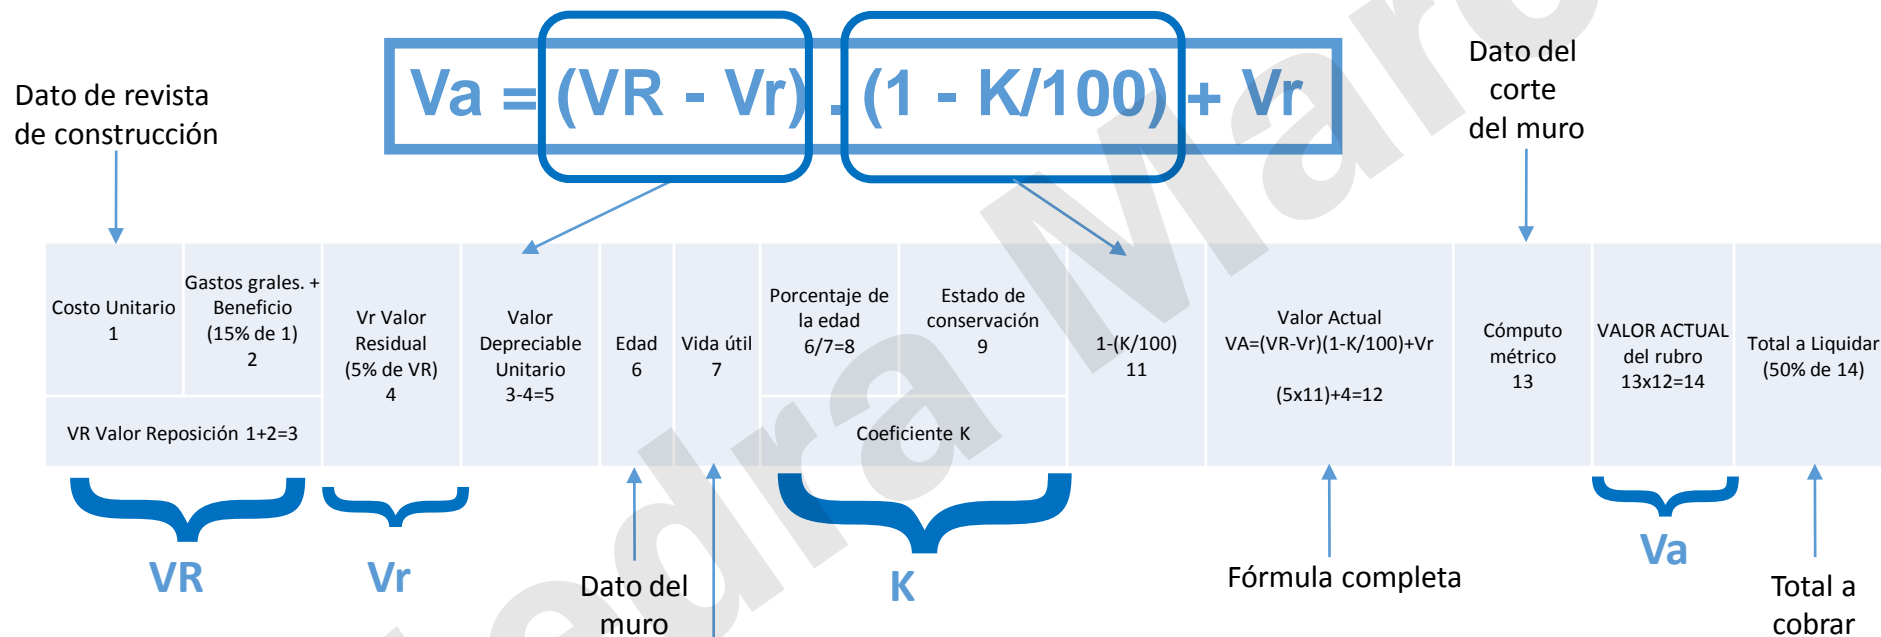 Va = (VR - Vr) . (1 - K/100) + Vr
Dato de revista
de construcción
Dato del
corte
del muro
Costo Unitario
1
Gastos grales. +
Beneficio
(15% de 1)
2
VR Valor Reposición 1+2=3
Vr Valor
Residual
(5% de VR)
4
Valor
Depreciable
Unitario
3-4=5
Edad
6
Vida útil
7
Porcentaje de
la edad
6/7=8
Estado de
conservación
9
Coeficiente K
1-(K/100)
11
Valor Actual
VA=(VR-Vr)(1-K/100)+Vr
(5x11)+4=12
Cómputo
métrico
13
VALOR ACTUAL
del rubro
13x12=14
Total a Liquidar
(50% de 14)
VR
Vr
Dato del
muro
K
Fórmula completa
Va
Total a
cobrar